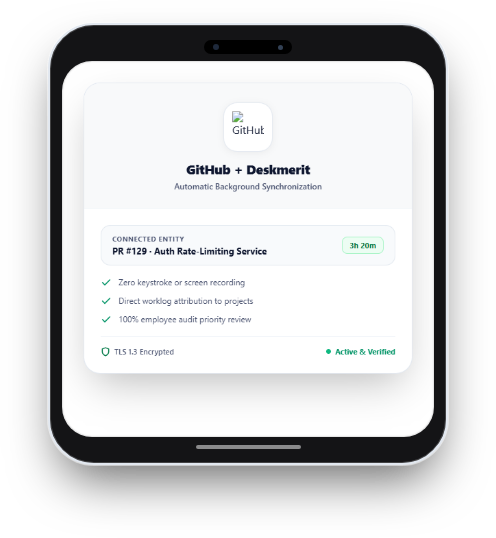 GitHub
GitHub + Deskmerit
Automatic Background Synchronization
CONNECTED ENTITY
PR #129 · Auth Rate-Limiting Service
3h 20m
Zero keystroke or screen recording
Direct worklog attribution to projects
100% employee audit priority review
TLS 1.3 Encrypted
Active & Verified